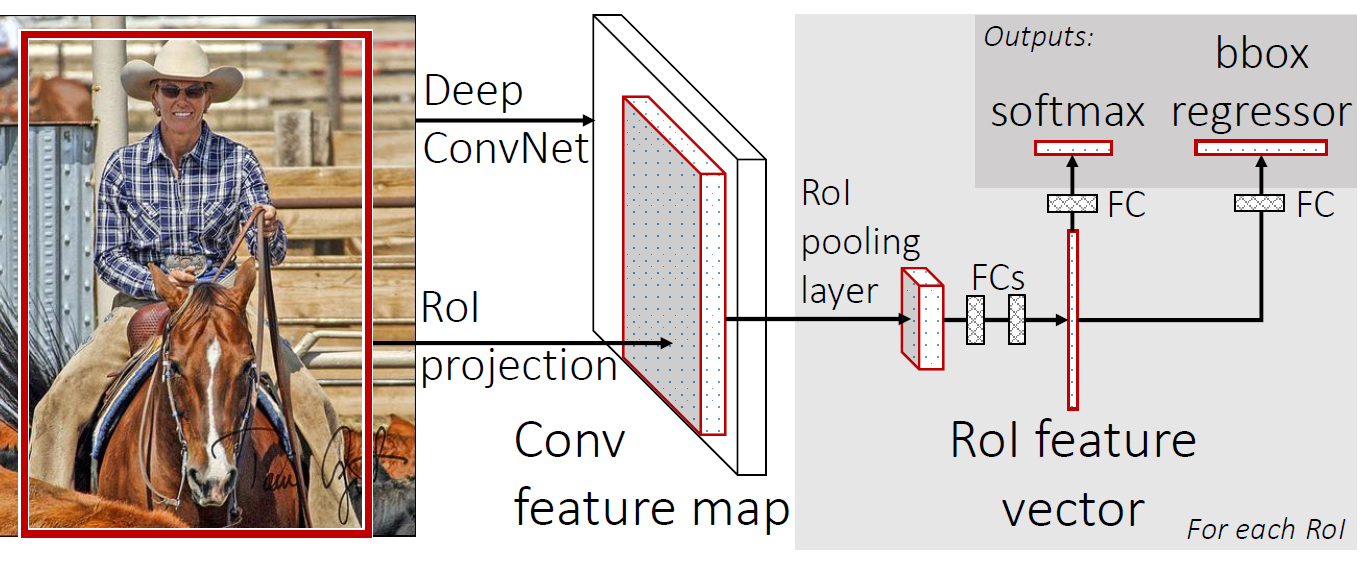 Deep
ConvNet
RoI
projection
Conv
feature map
RoI
pooling
layer
FCs
Outputs:
softmax
bbox
regressor
FC
FC
RoI feature
vector
For each RoI